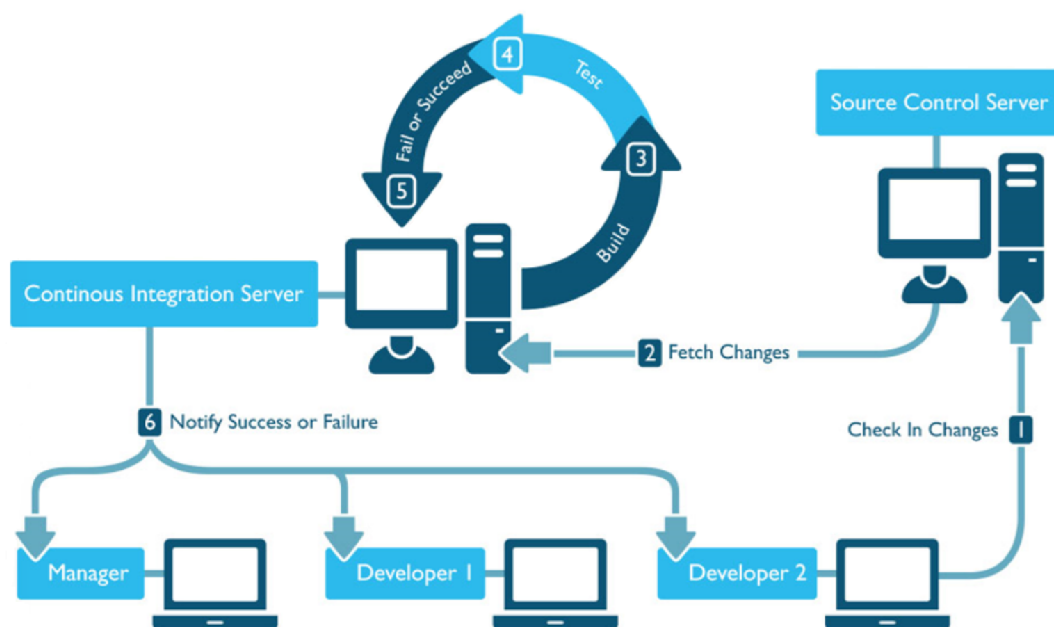 4
Test
Fail or Succeed
Source Control Server
3
5
Build
Continous Integration Server
2 Fetch Changes
6 Notify Success or Failure
Check In Changes 1
Manager
Developer 1
Developer 2